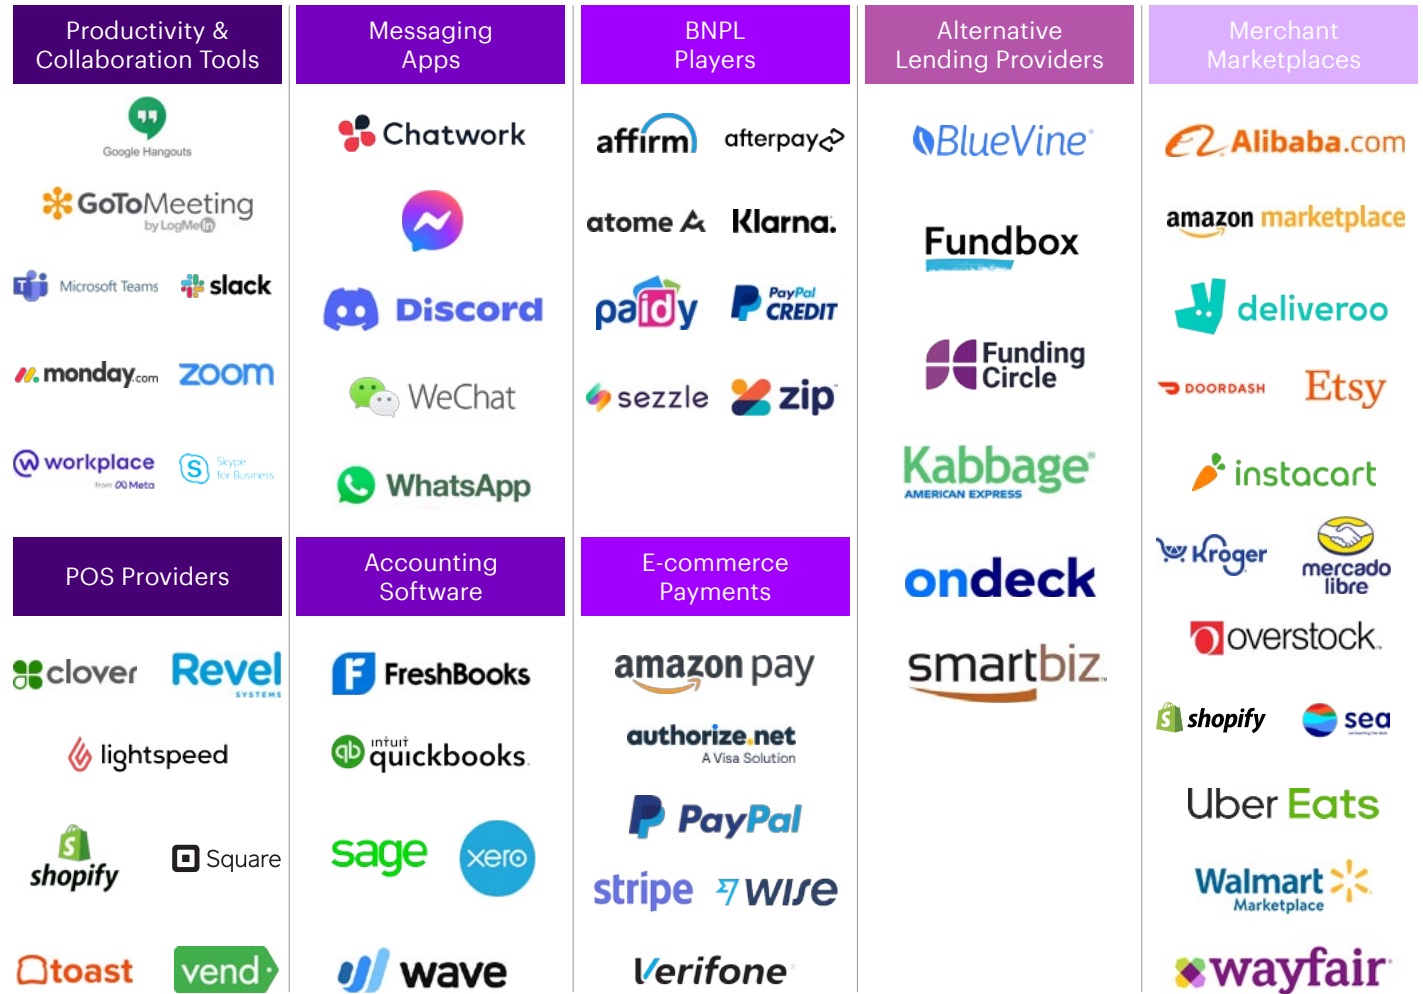 Productivity &
Collaboration Tools
Google Hangouts
GoToMeeting
by LogMeIn
Microsoft Teams
slack
monday.com
zoom
workplace
from Meta
Skype
for Business
POS Providers
clover
Revel
SYSTEMS
lightspeed
shopify
Square
toast
vend
Messaging
Apps
Chatwork
Discord
WeChat
WhatsApp
Accounting
Software
FreshBooks
intuit
qb quickbooks.
sage
xero
wave
BNPL
Players
affirm
afterpay
atome A
Klarna.
paidy
PayPal
CREDIT
sezzle
zip
E-commerce
Payments
amazon pay
authorize.net
A Visa Solution
PayPal
stripe
WISE
Verifone
Alternative
Lending Providers
BlueVine®
Fundbox
Funding
Circle
Kabbage®
AMERICAN EXPRESS
ondeck
smartbiz™
Merchant
Marketplaces
Alibaba.com
amazon marketplace
deliveroo
DOORDASH
Etsy
instacart
Kroger
mercado
libre
overstock™
shopify
sea
Uber Eats
Walmart
Marketplace
wayfair